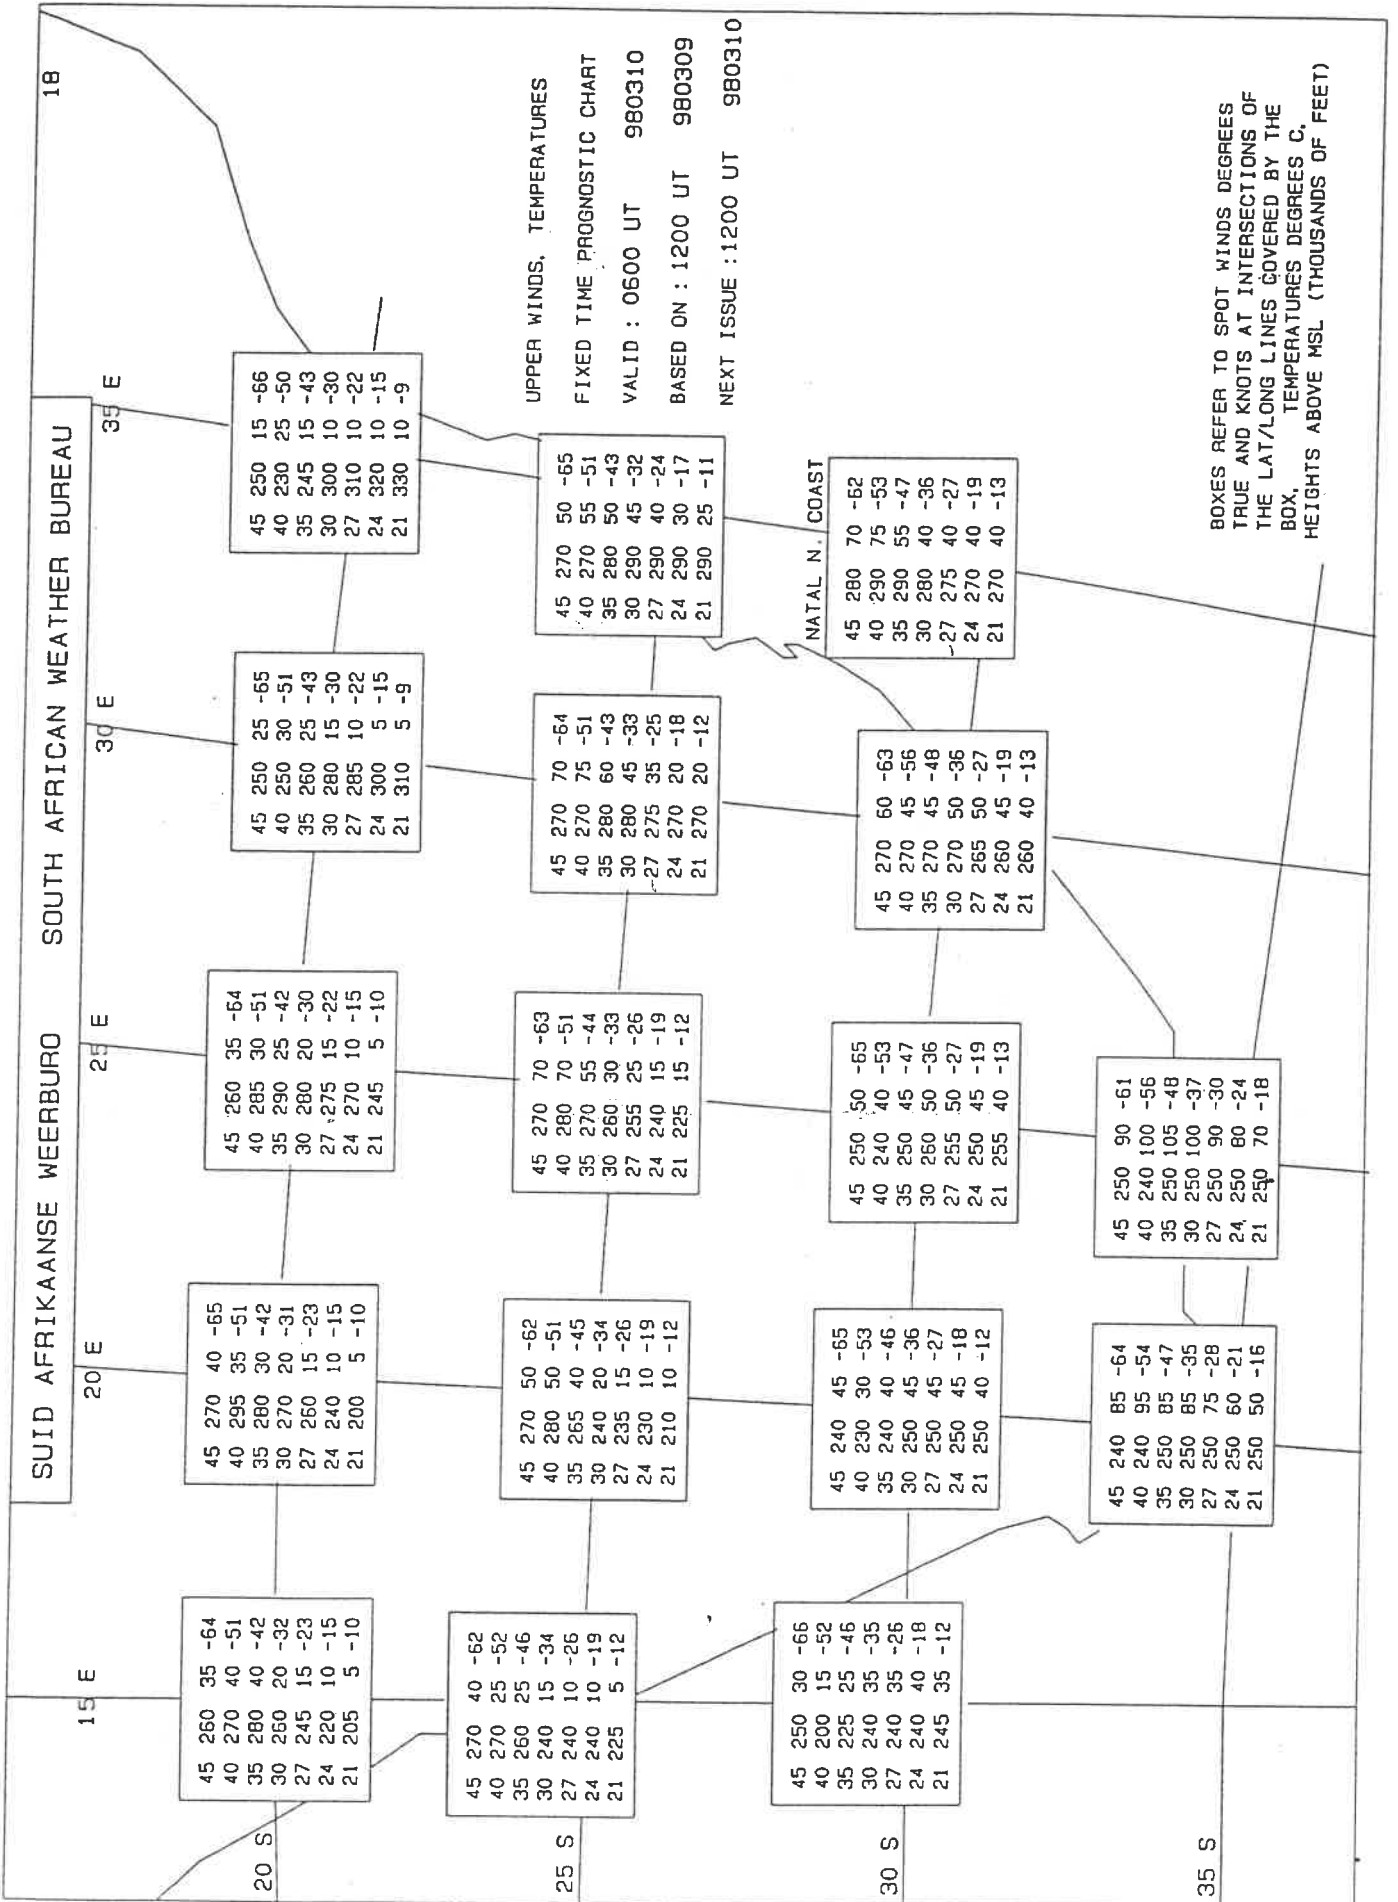 SUID AFRIKAANSE WEERBURO SOUTH AFRICAN WEATHER BUREAU
18
15 E
20 E
25 E
30 E
35 E
20 S
45 260 35 -64
40 270 40 -51
35 280 40 -42
30 260 20 -32
27 245 15 -23
24 220 10 -15
21 205 5 -10
45 270 40 -65
40 295 35 -51
35 280 30 -42
30 270 20 -31
27 260 15 -23
24 240 10 -15
21 200 5 -10
45 260 35 -64
40 285 30 -51
35 290 25 -42
30 280 20 -30
27 275 15 -22
24 270 10 -15
21 245 5 -10
45 250 25 -65
40 250 30 -51
35 260 25 -43
30 280 15 -30
27 285 10 -22
24 300 5 -15
21 310 5 -9
45 250 15 -66
40 230 25 -50
35 245 15 -43
30 300 10 -30
27 310 10 -22
24 320 10 -15
21 330 10 -9
UPPER WINDS, TEMPERATURES
FIXED TIME PROGNOSTIC CHART
VALID : 0600 UT 980310
BASED ON : 1200 UT 980309
NEXT ISSUE : 1200 UT 980310
25 S
45 270 40 -62
40 270 25 -52
35 260 25 -46
30 240 15 -34
27 240 10 -26
24 240 10 -19
21 225 5 -12
45 270 50 -62
40 280 50 -51
35 265 40 -45
30 240 20 -34
27 235 15 -26
24 230 10 -19
21 210 10 -12
45 270 70 -63
40 280 70 -51
35 270 55 -44
30 260 30 -33
27 255 25 -26
24 240 15 -19
21 225 15 -12
45 270 70 -64
40 270 75 -51
35 280 60 -43
30 280 45 -33
27 275 35 -25
24 270 20 -18
21 270 20 -12
45 270 50 -65
40 270 55 -51
35 280 50 -43
30 290 45 -32
27 290 40 -24
24 290 30 -17
21 290 25 -11
30 S
45 250 30 -66
40 200 15 -52
35 225 25 -46
30 240 35 -35
27 240 35 -26
24 240 40 -18
21 245 35 -12
45 240 45 -65
40 230 30 -53
35 240 40 -46
30 250 45 -36
27 250 45 -27
24 250 45 -18
21 250 40 -12
45 250 50 -65
40 240 40 -53
35 250 45 -47
30 260 50 -36
27 255 50 -27
24 250 45 -19
21 255 40 -13
45 270 60 -63
40 270 45 -56
35 270 45 -48
30 270 50 -36
27 265 50 -27
24 260 45 -19
21 260 40 -13
NATAL N. COAST
45 280 70 -62
40 290 75 -53
35 290 55 -47
30 280 40 -36
27 275 40 -27
24 270 40 -19
21 270 40 -13
35 S
45 240 85 -64
40 240 95 -54
35 250 85 -47
30 250 85 -35
27 250 75 -28
24 250 60 -21
21 250 50 -16
45 250 90 -61
40 240 100 -56
35 250 105 -48
30 250 100 -37
27 250 90 -30
24 250 80 -24
21 250 70 -18
BOXES REFER TO SPOT WINDS DEGREES
TRUE AND KNOTS AT INTERSECTIONS OF
THE LAT/LONG LINES COVERED BY THE
BOX, TEMPERATURES DEGREES C,
HEIGHTS ABOVE MSL (THOUSANDS OF FEET)